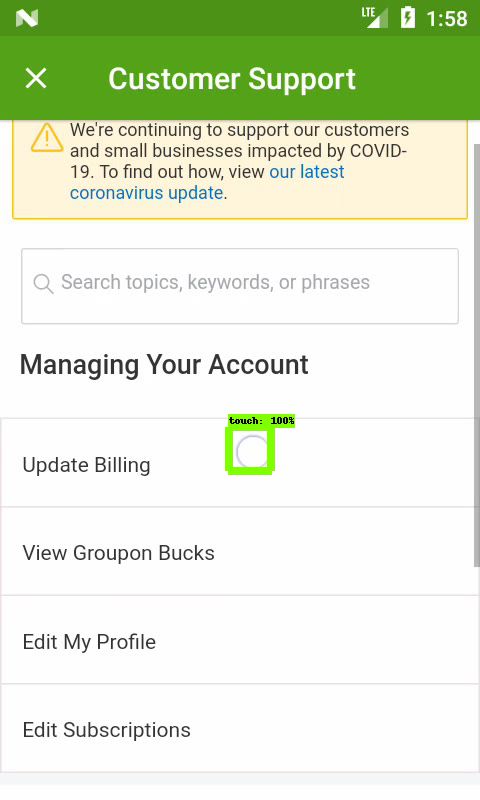 LTE 1:58
Customer Support
We're continuing to support our customers
and small businesses impacted by COVID-
19. To find out how, view our latest
coronavirus update.
Search topics, keywords, or phrases
Managing Your Account
touch: 100%
Update Billing
View Groupon Bucks
Edit My Profile
Edit Subscriptions